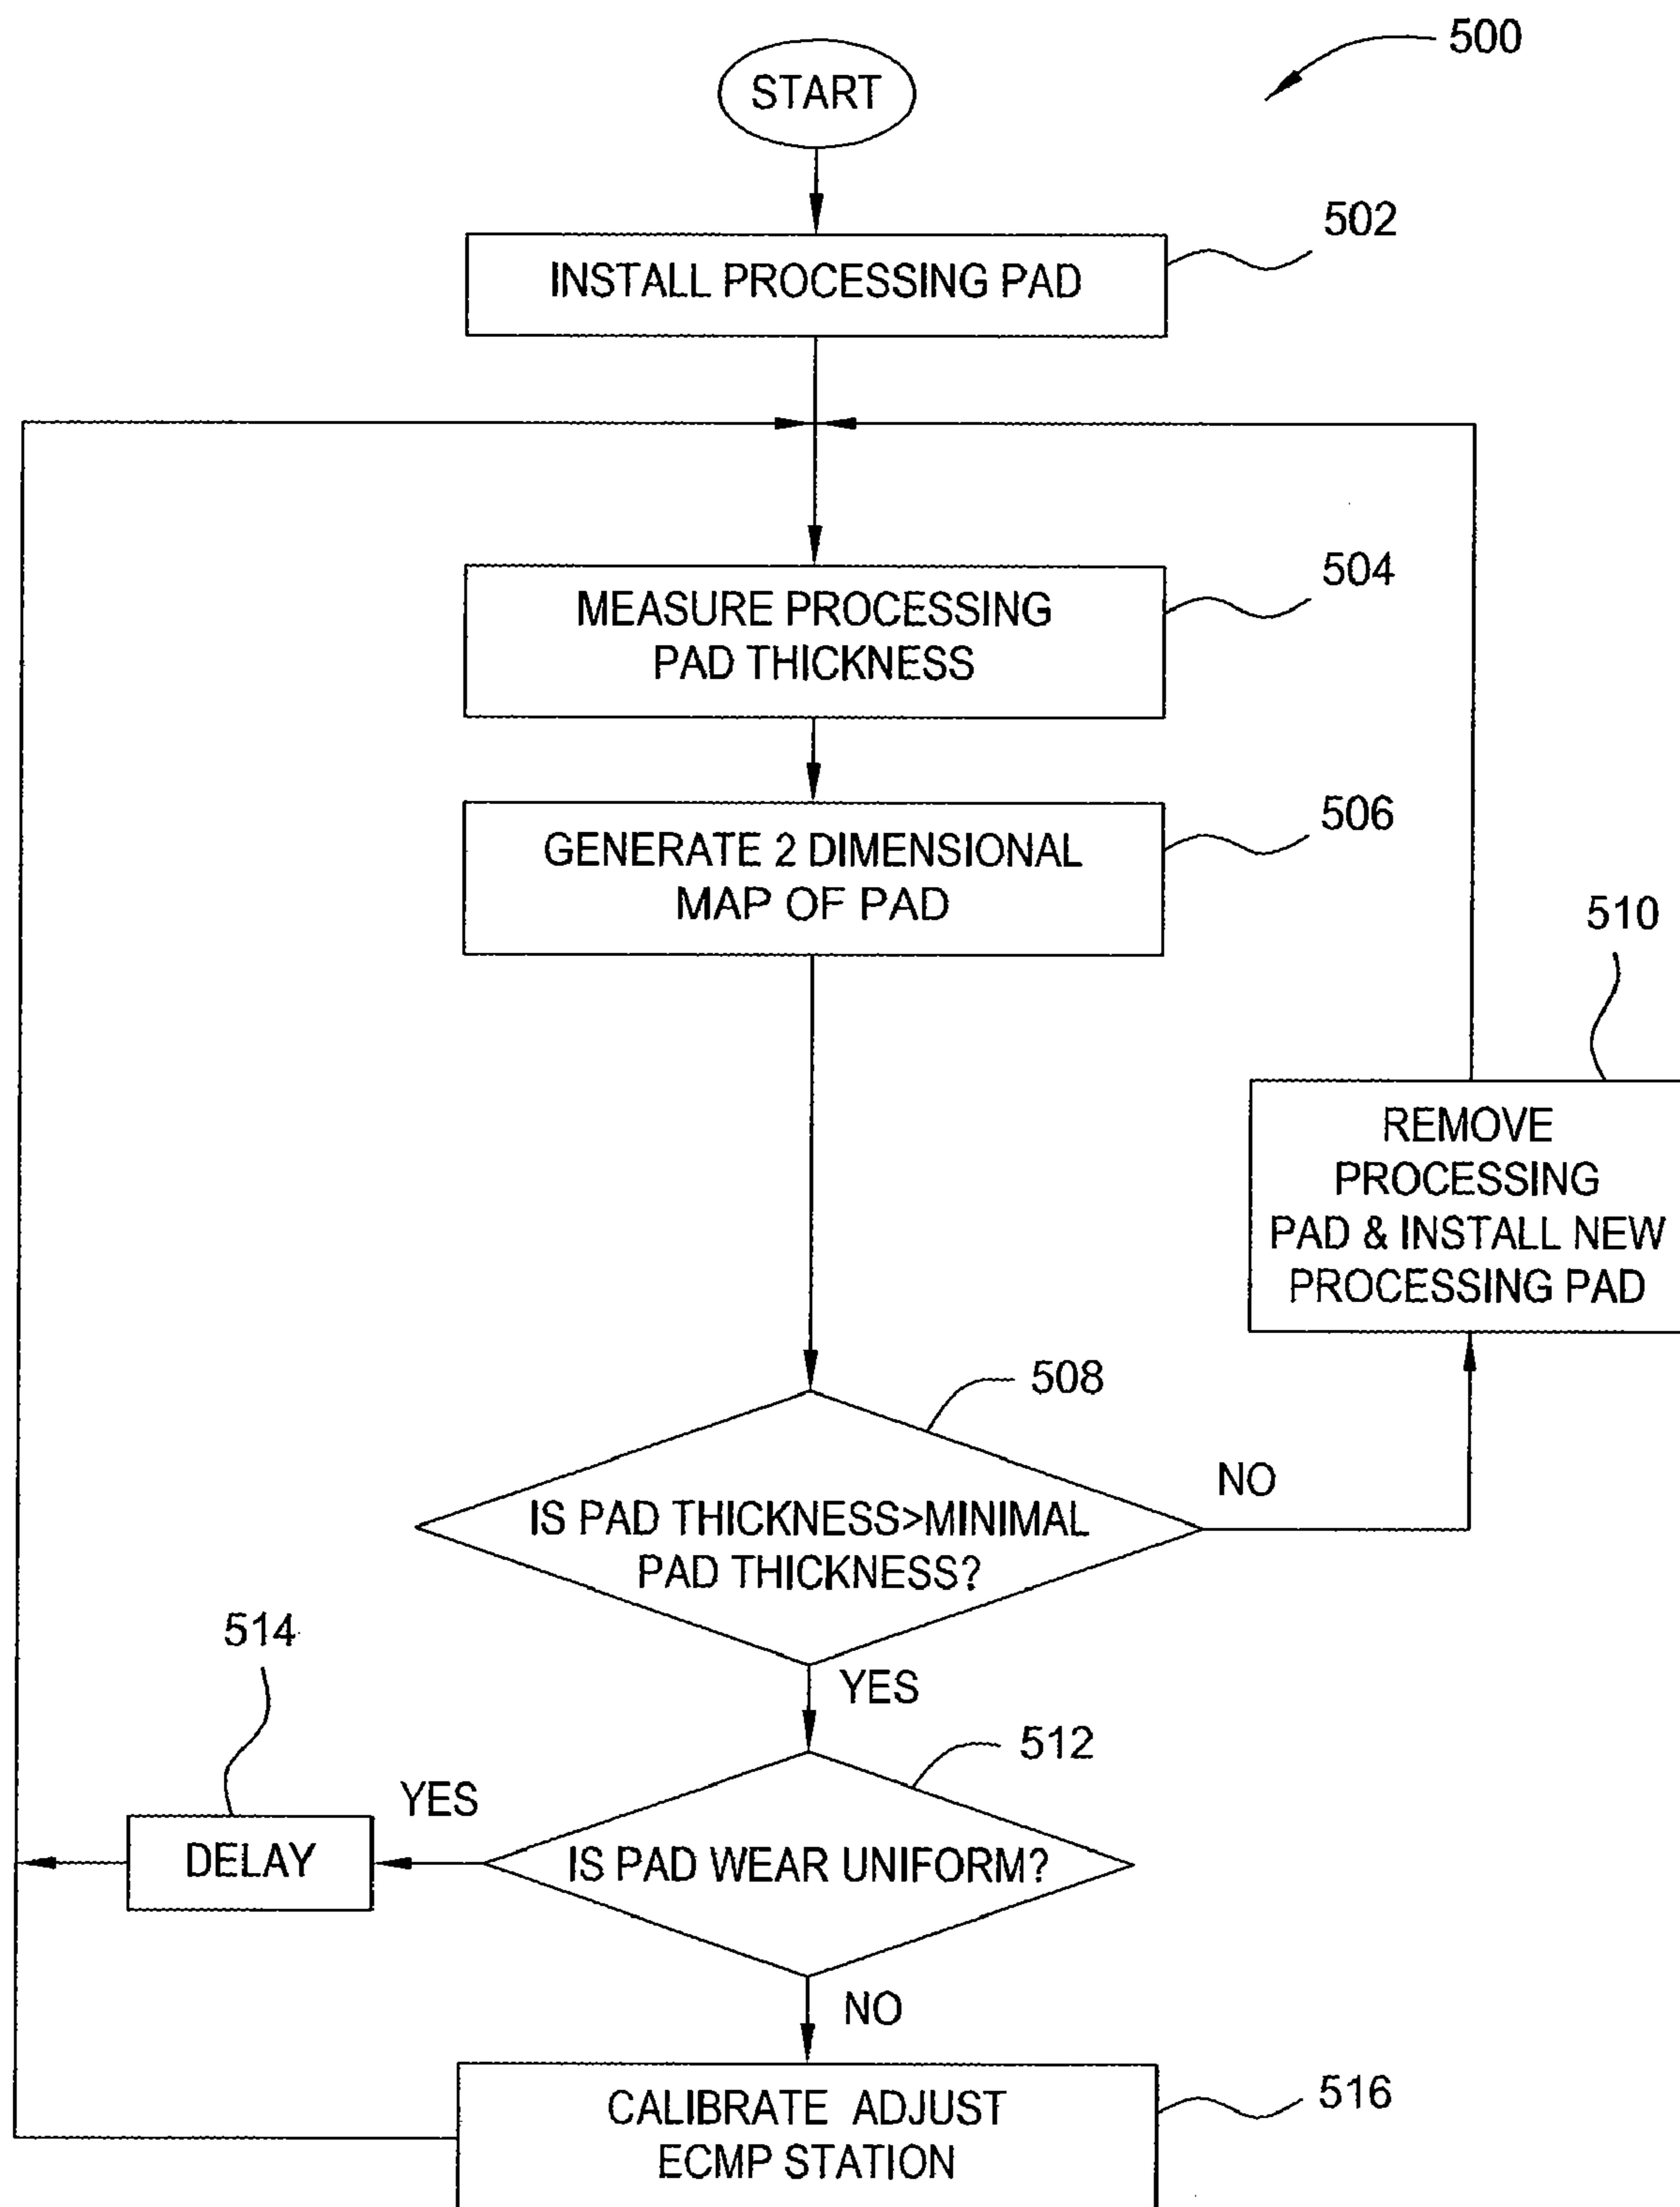 500
START
502
INSTALL PROCESSING PAD
504
MEASURE PROCESSING
PAD THICKNESS
506
GENERATE 2 DIMENSIONAL
MAP OF PAD
510
REMOVE
PROCESSING
PAD & INSTALL NEW
PROCESSING PAD
508
NO
IS PAD THICKNESS>MINIMAL
PAD THICKNESS?
514
YES
512
YES
DELAY
IS PAD WEAR UNIFORM?
NO
516
CALIBRATE ADJUST
ECMP STATION